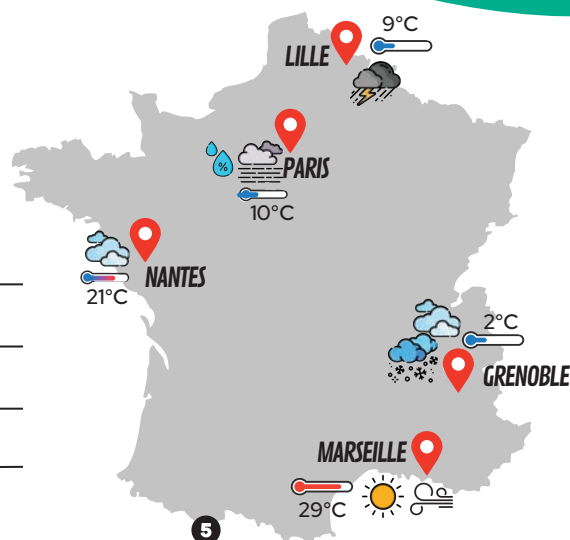 9°C
LILLE
%
PARIS
10°C
NANTES
21°C
2°C
GRENOBLE
MARSEILLE
29°C
5